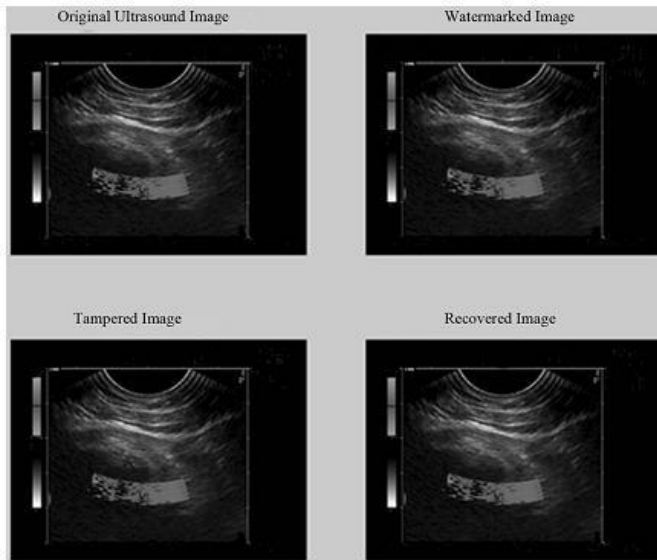 Original Ultrasound Image
Watermarked Image
Tampered Image
Recovered Image